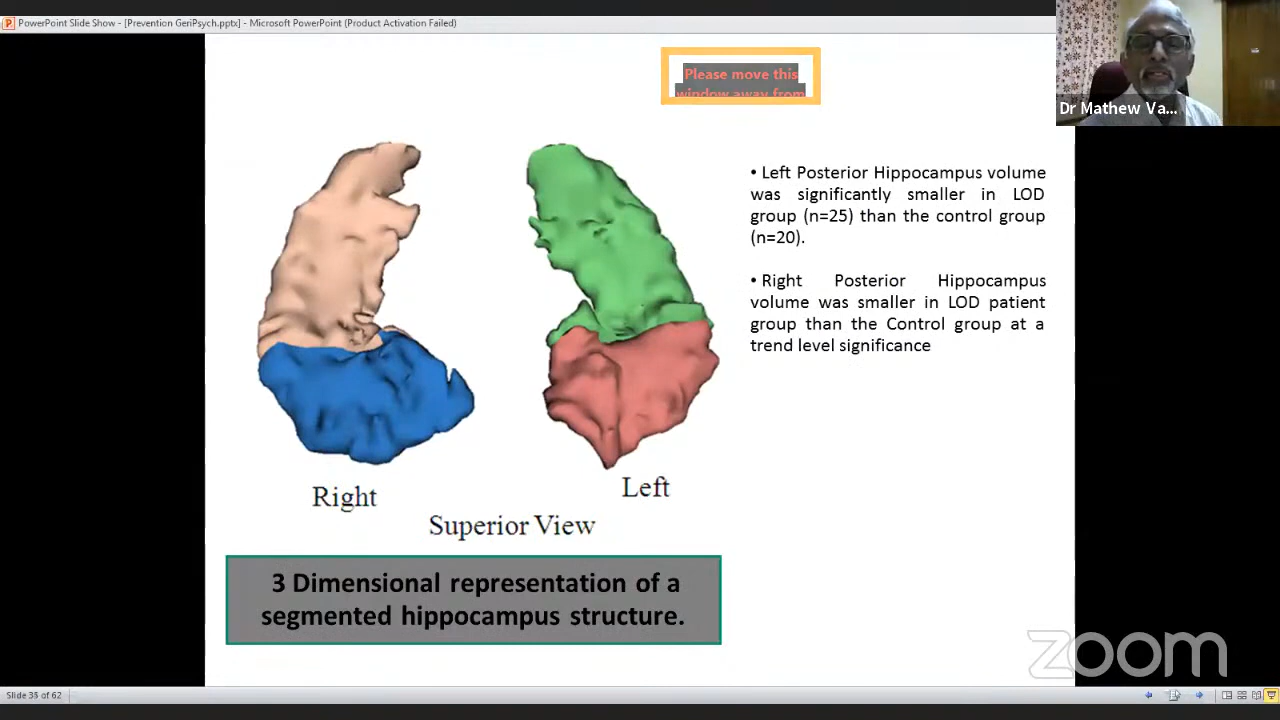 PowerPoint Slide Show - [Prevention GeriPsych.pptx] - Microsoft PowerPoint (Product Activation Failed)
Please move this
window away from
Dr Mathew Va...
• Left Posterior Hippocampus volume
was significantly smaller in LOD
group (n=25) than the control group
(n=20).
• Right Posterior Hippocampus
volume was smaller in LOD patient
group than the Control group at a
trend level significance
Right
Left
Superior View
3 Dimensional representation of a
segmented hippocampus structure.
zoom
Slide 35 of 62